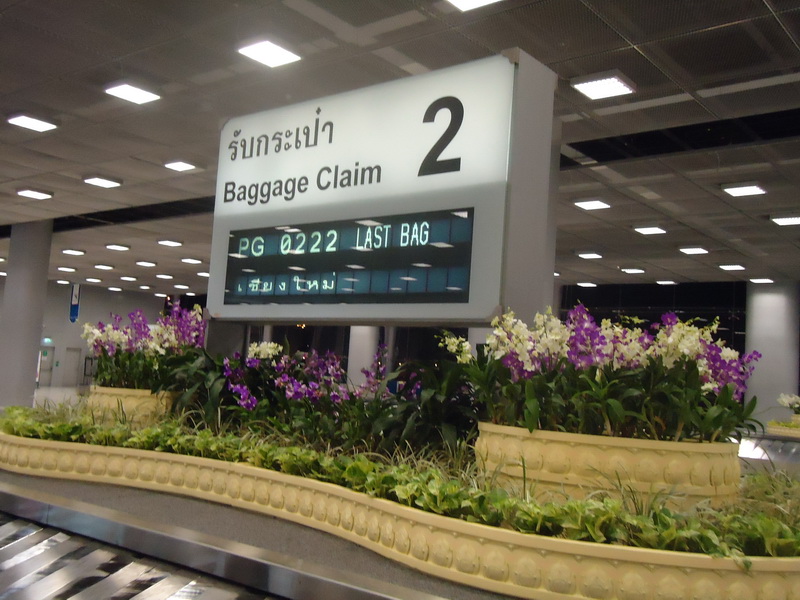 รับกระเป๋า
Baggage Claim
2
PG 0222 LAST BAG
เชียงใหม่